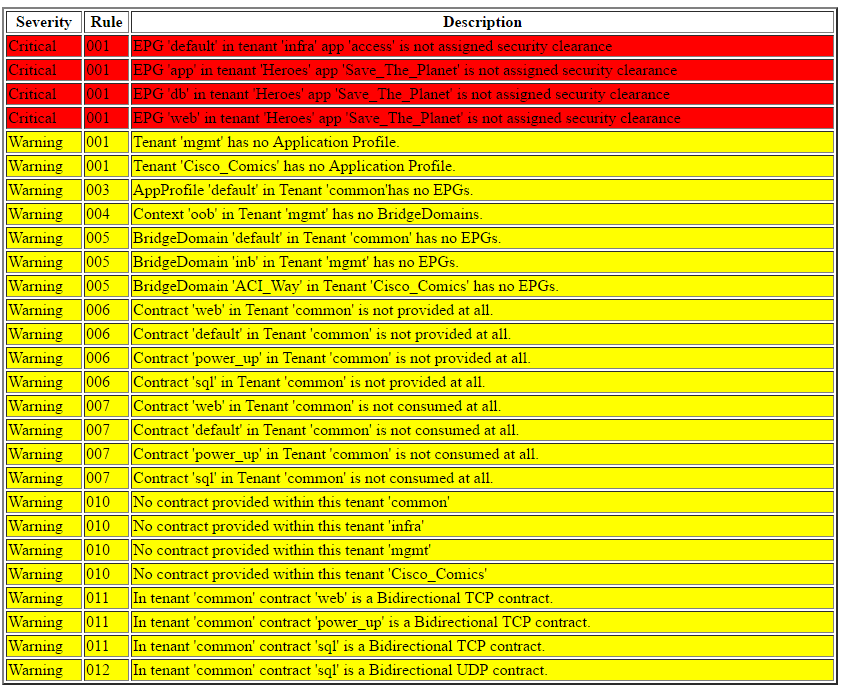 Severity Rule Description
Critical 001 EPG 'default' in tenant 'infra' app 'access' is not assigned security clearance
Critical 001 EPG 'app' in tenant 'Heroes' app 'Save_The_Planet' is not assigned security clearance
Critical 001 EPG 'db' in tenant 'Heroes' app 'Save_The_Planet' is not assigned security clearance
Critical 001 EPG 'web' in tenant 'Heroes' app 'Save_The_Planet' is not assigned security clearance
Warning 001 Tenant 'mgmt' has no Application Profile.
Warning 001 Tenant 'Cisco_Comics' has no Application Profile.
Warning 003 AppProfile 'default' in Tenant 'common'has no EPGs.
Warning 004 Context 'oob' in Tenant 'mgmt' has no BridgeDomains.
Warning 005 BridgeDomain 'default' in Tenant 'common' has no EPGs.
Warning 005 BridgeDomain 'inb' in Tenant 'mgmt' has no EPGs.
Warning 005 BridgeDomain 'ACI_Way' in Tenant 'Cisco_Comics' has no EPGs.
Warning 006 Contract 'web' in Tenant 'common' is not provided at all.
Warning 006 Contract 'default' in Tenant 'common' is not provided at all.
Warning 006 Contract 'power_up' in Tenant 'common' is not provided at all.
Warning 006 Contract 'sql' in Tenant 'common' is not provided at all.
Warning 007 Contract 'web' in Tenant 'common' is not consumed at all.
Warning 007 Contract 'default' in Tenant 'common' is not consumed at all.
Warning 007 Contract 'power_up' in Tenant 'common' is not consumed at all.
Warning 007 Contract 'sql' in Tenant 'common' is not consumed at all.
Warning 010 No contract provided within this tenant 'common'
Warning 010 No contract provided within this tenant 'infra'
Warning 010 No contract provided within this tenant 'mgmt'
Warning 010 No contract provided within this tenant 'Cisco_Comics'
Warning 011 In tenant 'common' contract 'web' is a Bidirectional TCP contract.
Warning 011 In tenant 'common' contract 'power_up' is a Bidirectional TCP contract.
Warning 011 In tenant 'common' contract 'sql' is a Bidirectional TCP contract.
Warning 012 In tenant 'common' contract 'sql' is a Bidirectional UDP contract.